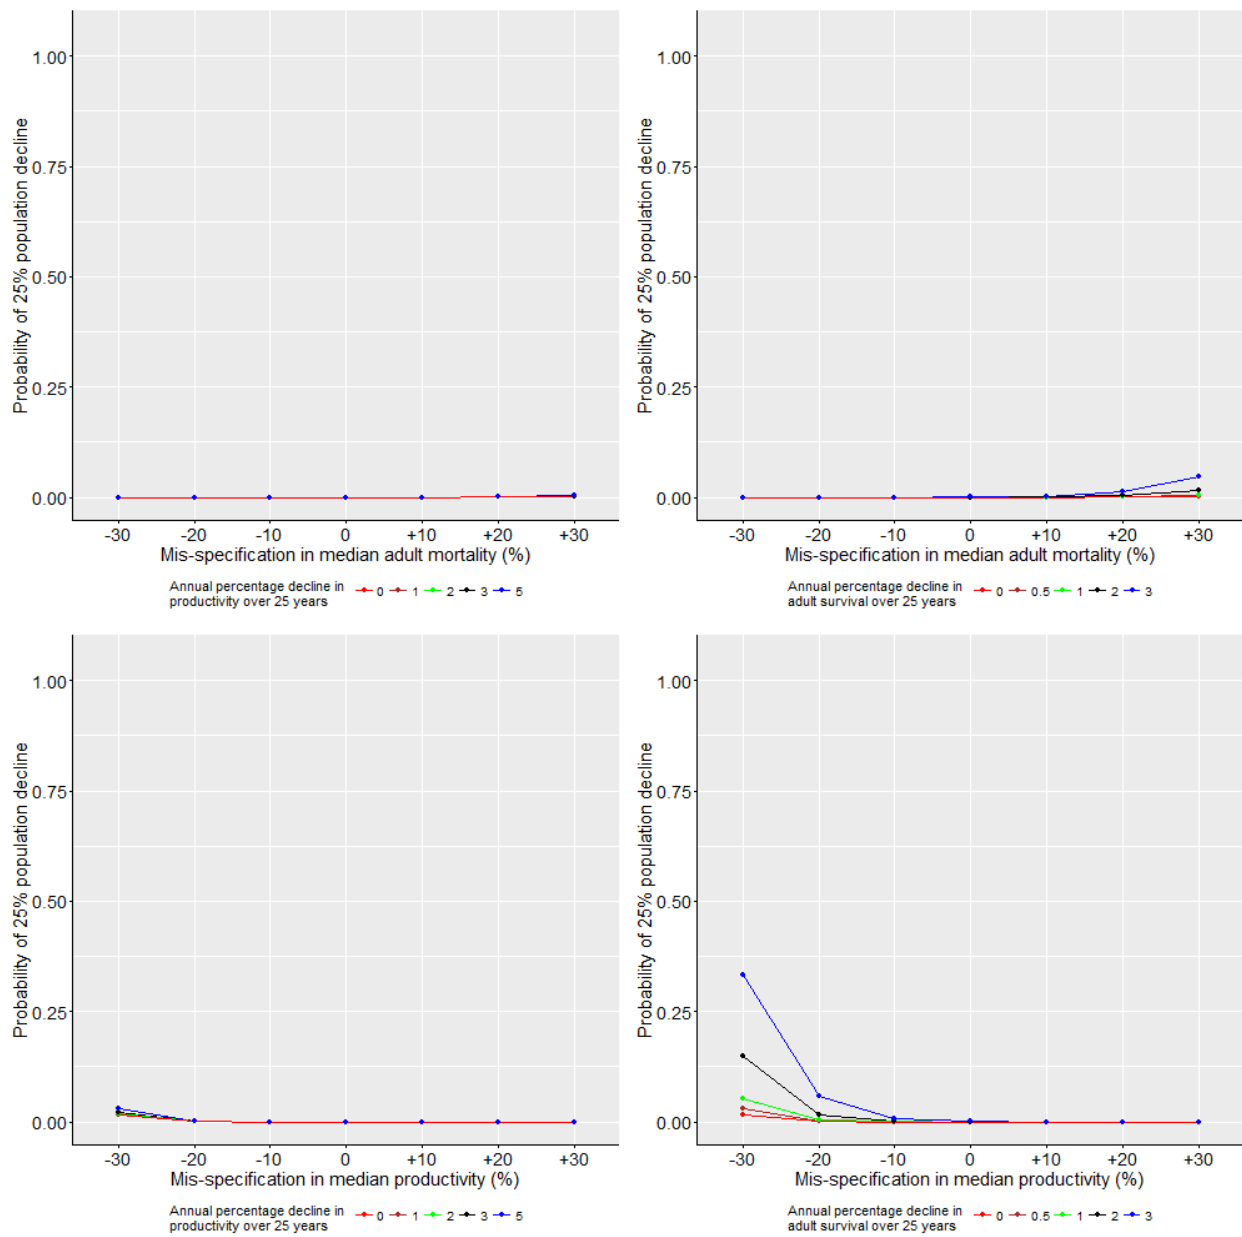 Probability of 25% population decline
1.00
0.75
0.50
0.25
0.00
-30 -20 -10 0 +10 +20 +30
Mis-specification in median adult mortality (%)
Annual percentage decline in
productivity over 25 years 0 1 2 3 5
Probability of 25% population decline
1.00
0.75
0.50
0.25
0.00
-30 -20 -10 0 +10 +20 +30
Mis-specification in median adult mortality (%)
Annual percentage decline in
adult survival over 25 years 0 0.5 1 2 3
Probability of 25% population decline
1.00
0.75
0.50
0.25
0.00
-30 -20 -10 0 +10 +20 +30
Mis-specification in median productivity (%)
Annual percentage decline in
productivity over 25 years 0 1 2 3 5
Probability of 25% population decline
1.00
0.75
0.50
0.25
0.00
-30 -20 -10 0 +10 +20 +30
Mis-specification in median productivity (%)
Annual percentage decline in
adult survival over 25 years 0 0.5 1 2 3